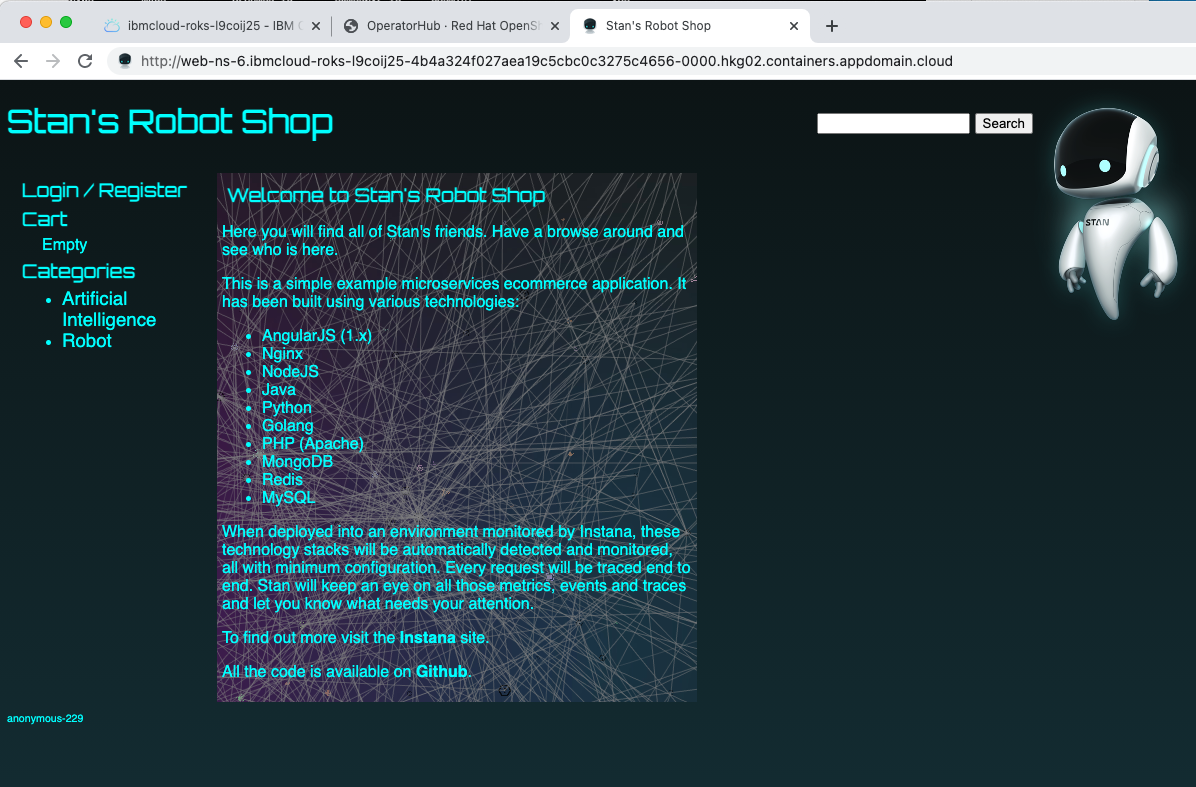 ibmcloud-roks-l9coij25 - IBM C
OperatorHub · Red Hat OpenSh
Stan's Robot Shop
http://web-ns-6.ibmcloud-roks-l9coij25-4b4a324f027aea19c5cbc0c3275c4656-0000.hkg02.containers.appdomain.cloud
Stan's Robot Shop
Search
STAN
Login / Register
Cart
Empty
Categories
Artificial
Intelligence
Robot
Welcome to Stan's Robot Shop
Here you will find all of Stan's friends. Have a browse around and
see who is here.
This is a simple example microservices ecommerce application. It
has been built using various technologies:
AngularJS (1.x)
Nginx
NodeJS
Java
Python
Golang
PHP (Apache)
MongoDB
Redis
MySQL
When deployed into an environment monitored by Instana, these
technology stacks will be automatically detected and monitored,
all with minimum configuration. Every request will be traced end to
end. Stan will keep an eye on all those metrics, events and traces
and let you know what needs your attention.
To find out more visit the Instana site.
All the code is available on Github.
anonymous-229